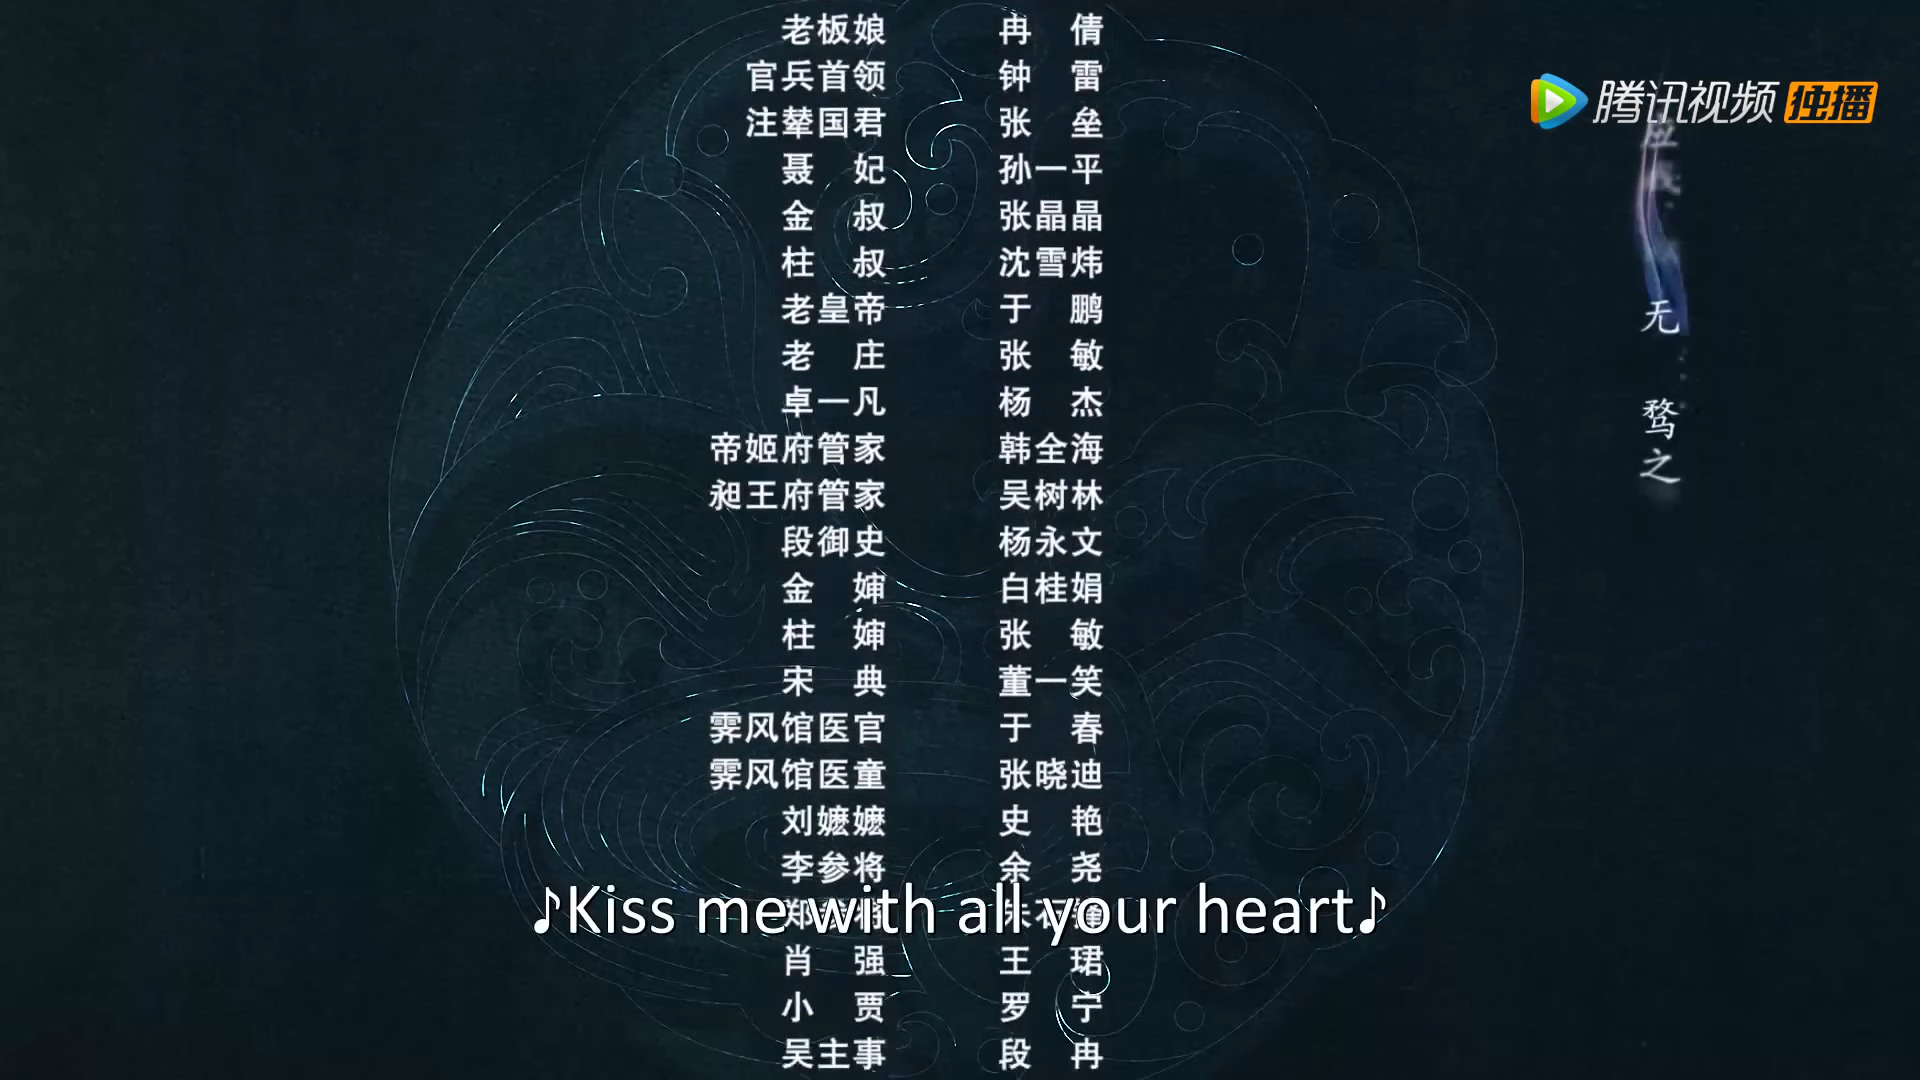 老板娘 冉倩
官兵首领 钟雷
注辇国君 张垒
聂妃 孙一平
金叔 张晶晶
柱叔 沈雪炜
老皇帝 于鹏
老庄 张敏
卓一凡 杨杰
帝姬府管家 韩全海
昶王府管家 吴树林
段御史 杨永文
金婶 白桂娟
柱婶 张敏
宋典 董一笑
霁风馆医官 于春
霁风馆医童 张晓迪
刘嬷嬷 史艳
李参将 余尧
♪Kiss me with all your heart♪
肖强 王珺
小贾 罗宁
吴主事 段冉
腾讯视频 独播
无
骛之